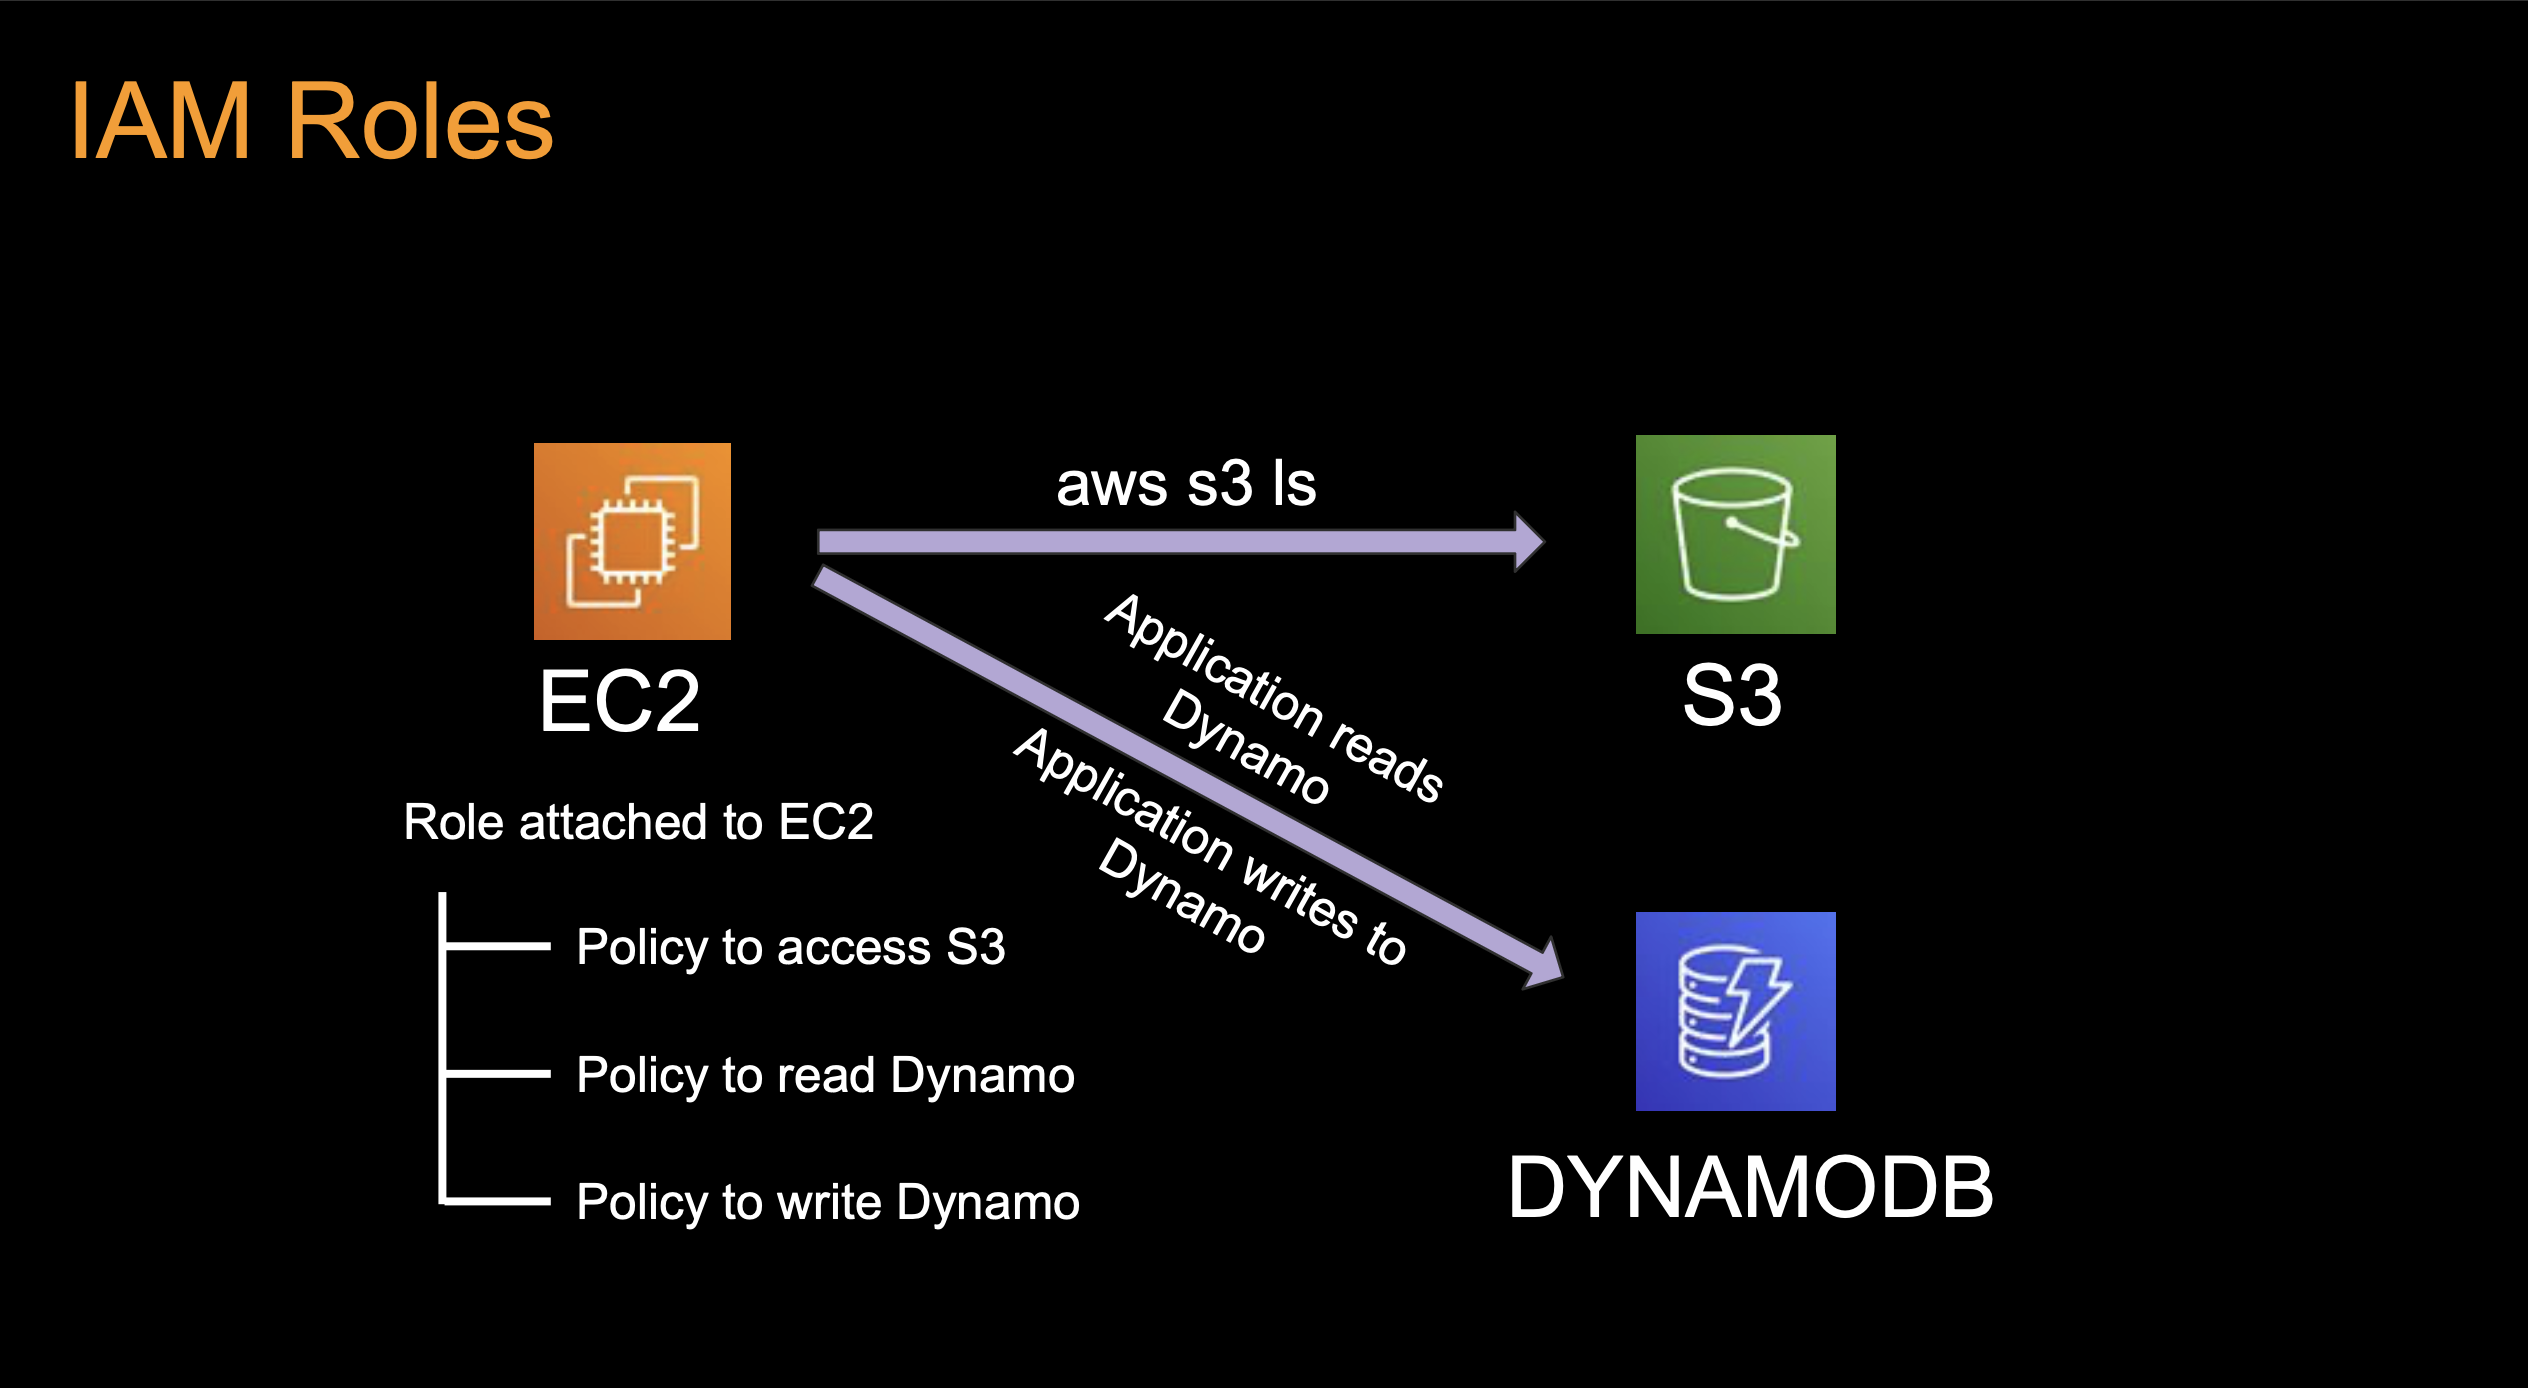 IAM Roles
aws s3 ls
EC2
S3
Application reads
Dynamo
Application writes to
Dynamo
Role attached to EC2
Policy to access S3
Policy to read Dynamo
Policy to write Dynamo
DYNAMODB